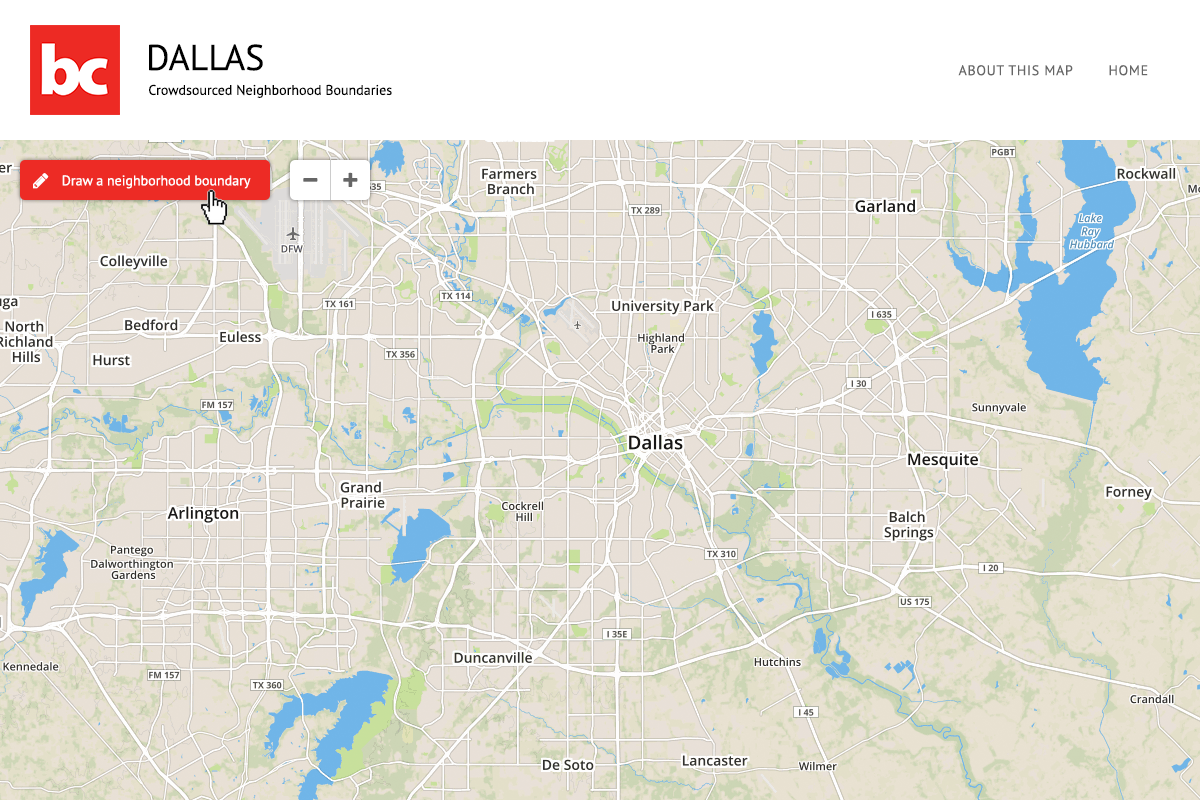 bc
DALLAS
Crowdsourced Neighborhood Boundaries
ABOUT THIS MAP
HOME
Draw a neighborhood boundary
Farmers
Branch
PGBT
Rockwall
Garland
TX 289
Lake
Ray
Hubbard
DFW
Colleyville
TX 161
TX 114
University Park
I 635
North
Richland
Hills
Bedford
Euless
Highland
Park
Hurst
TX 356
I 30
FM 157
Sunnyvale
Dallas
Mesquite
Grand
Prairie
Forney
Arlington
Cockrell
Hill
Balch
Springs
Pantego
Dalworthington
Gardens
TX 310
I 20
US 175
I 35E
Duncanville
Hutchins
Kennedale
FM 157
TX 360
Crandall
I 45
De Soto
Lancaster
Wilmer